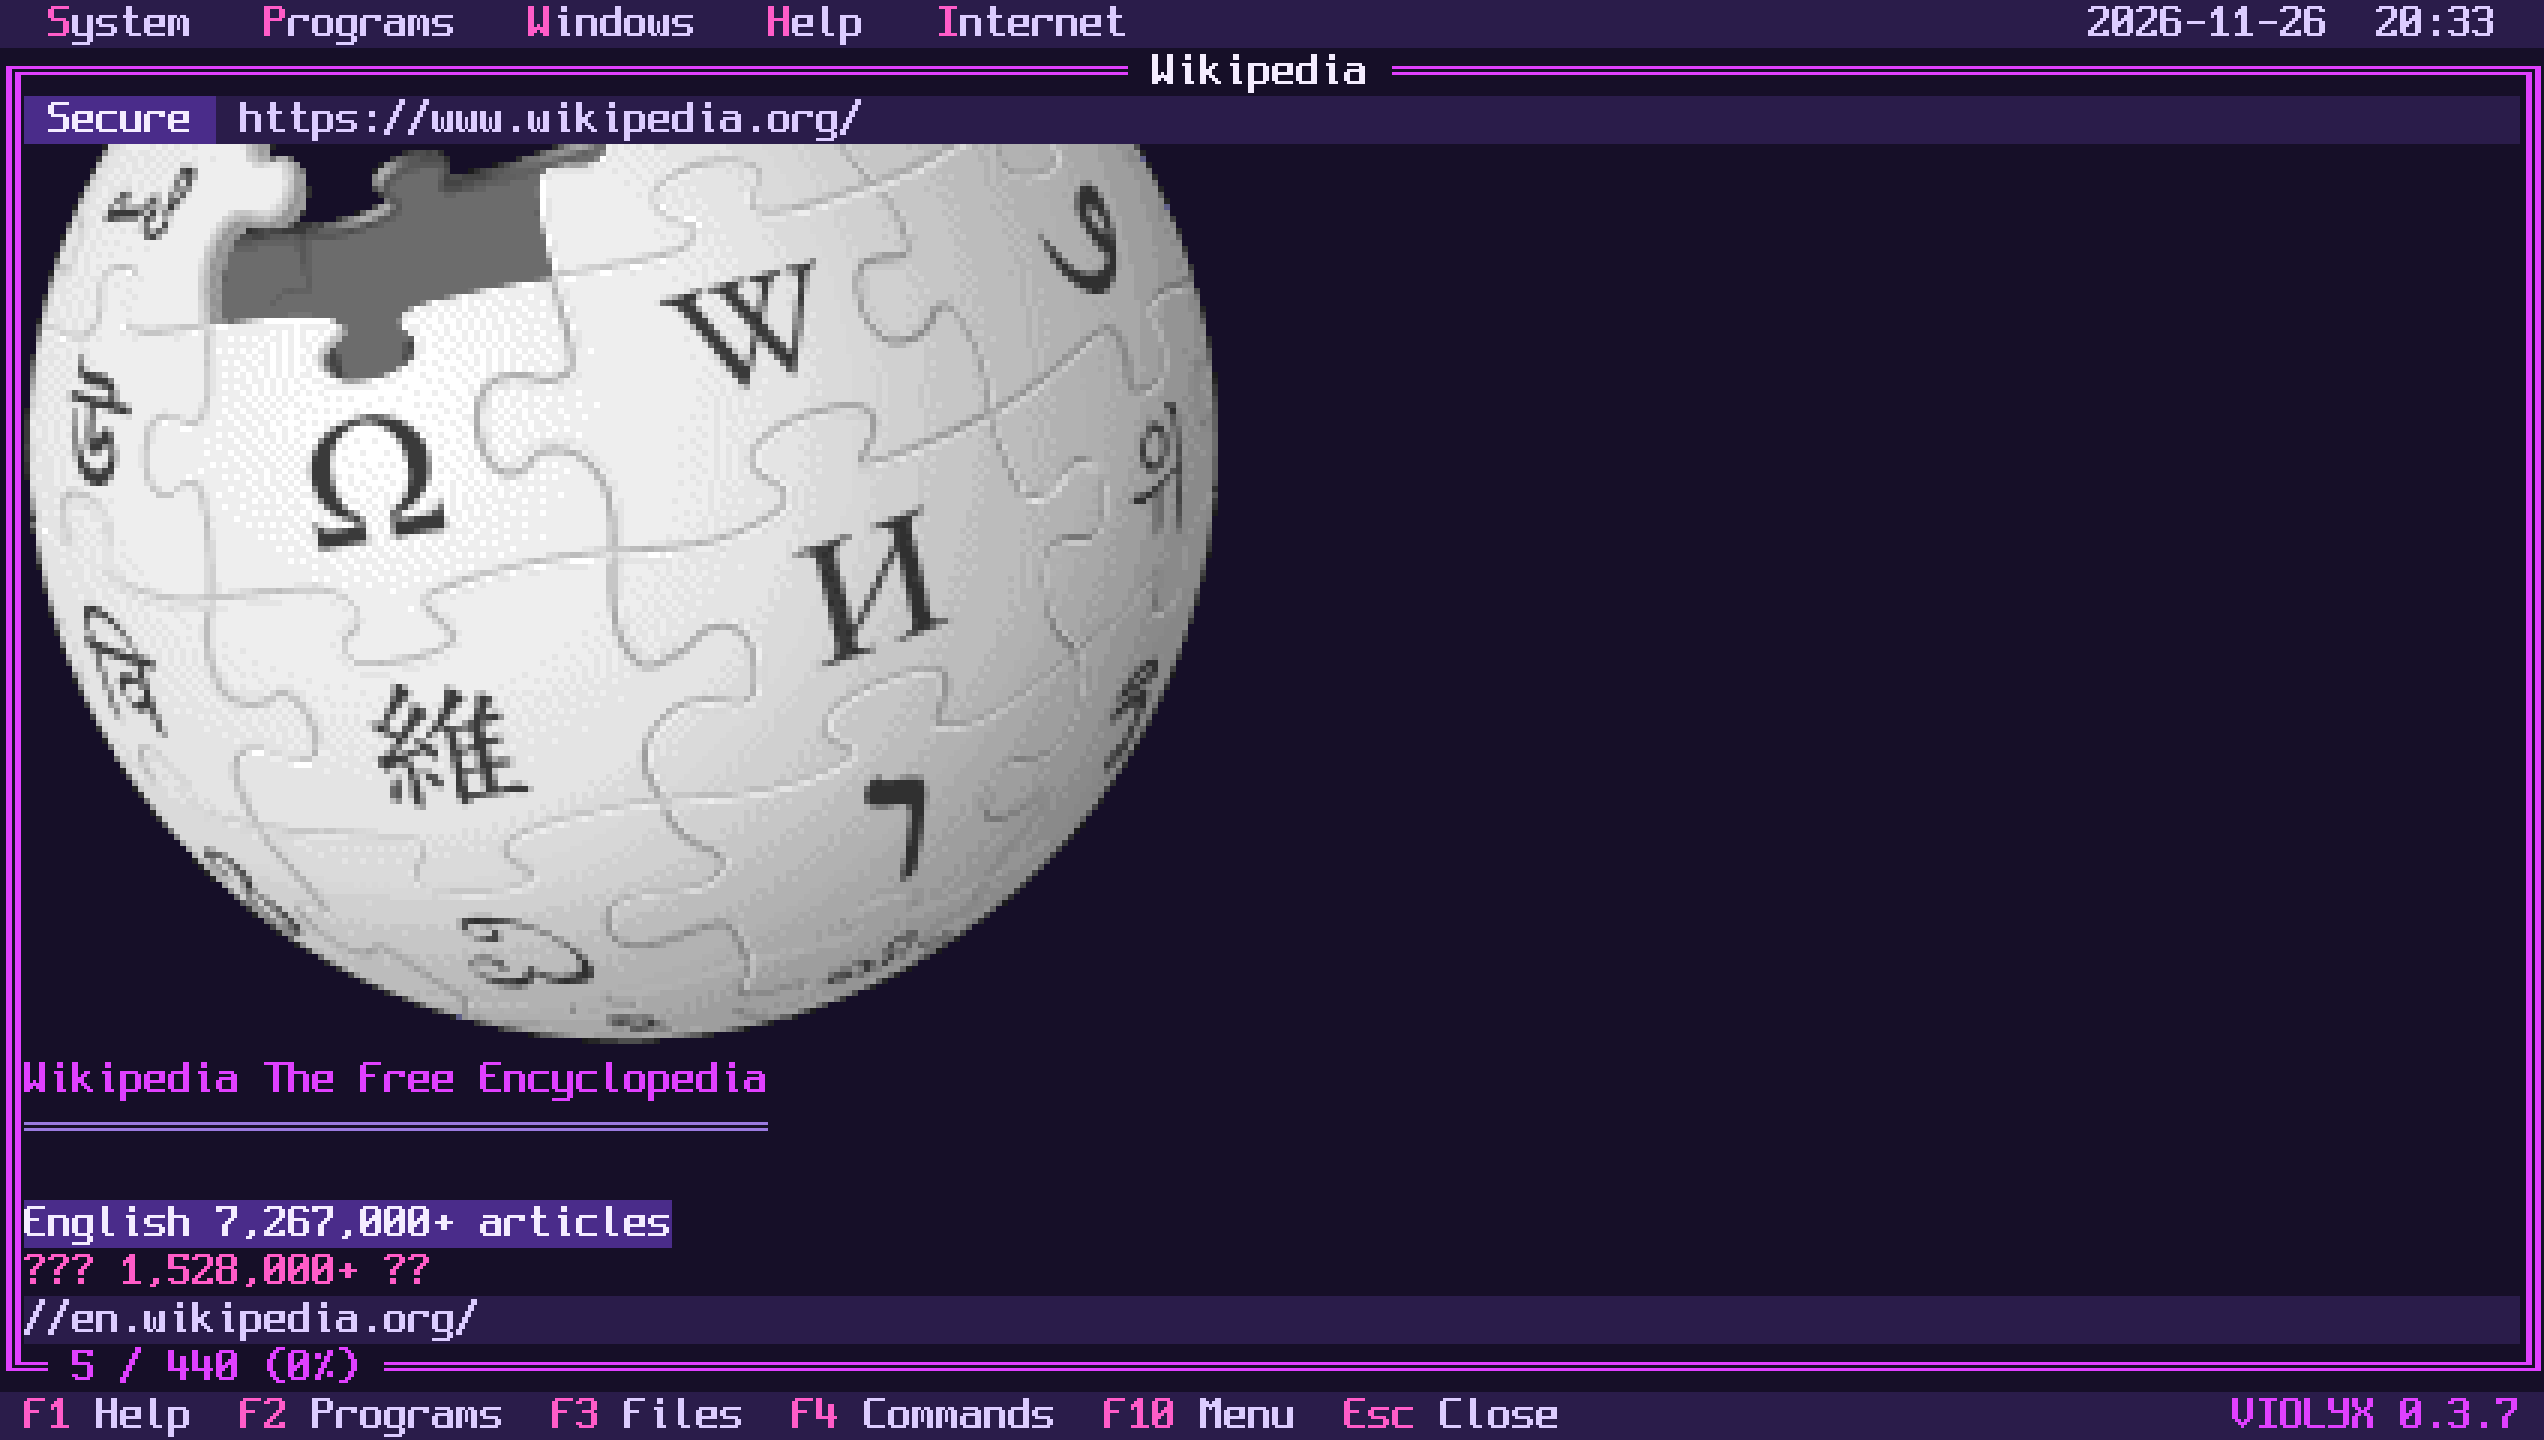 System Programs Windows Help Internet 2026-11-26 20:33
Wikipedia
Secure https://www.wikipedia.org/
W
Ω
И
維
7
Wikipedia The Free Encyclopedia
English 7,267,000+ articles
??? 1,528,000+ ??
//en.wikipedia.org/
5 / 440 (0%)
F1 Help F2 Programs F3 Files F4 Commands F10 Menu Esc Close VIOLYX 0.3.7